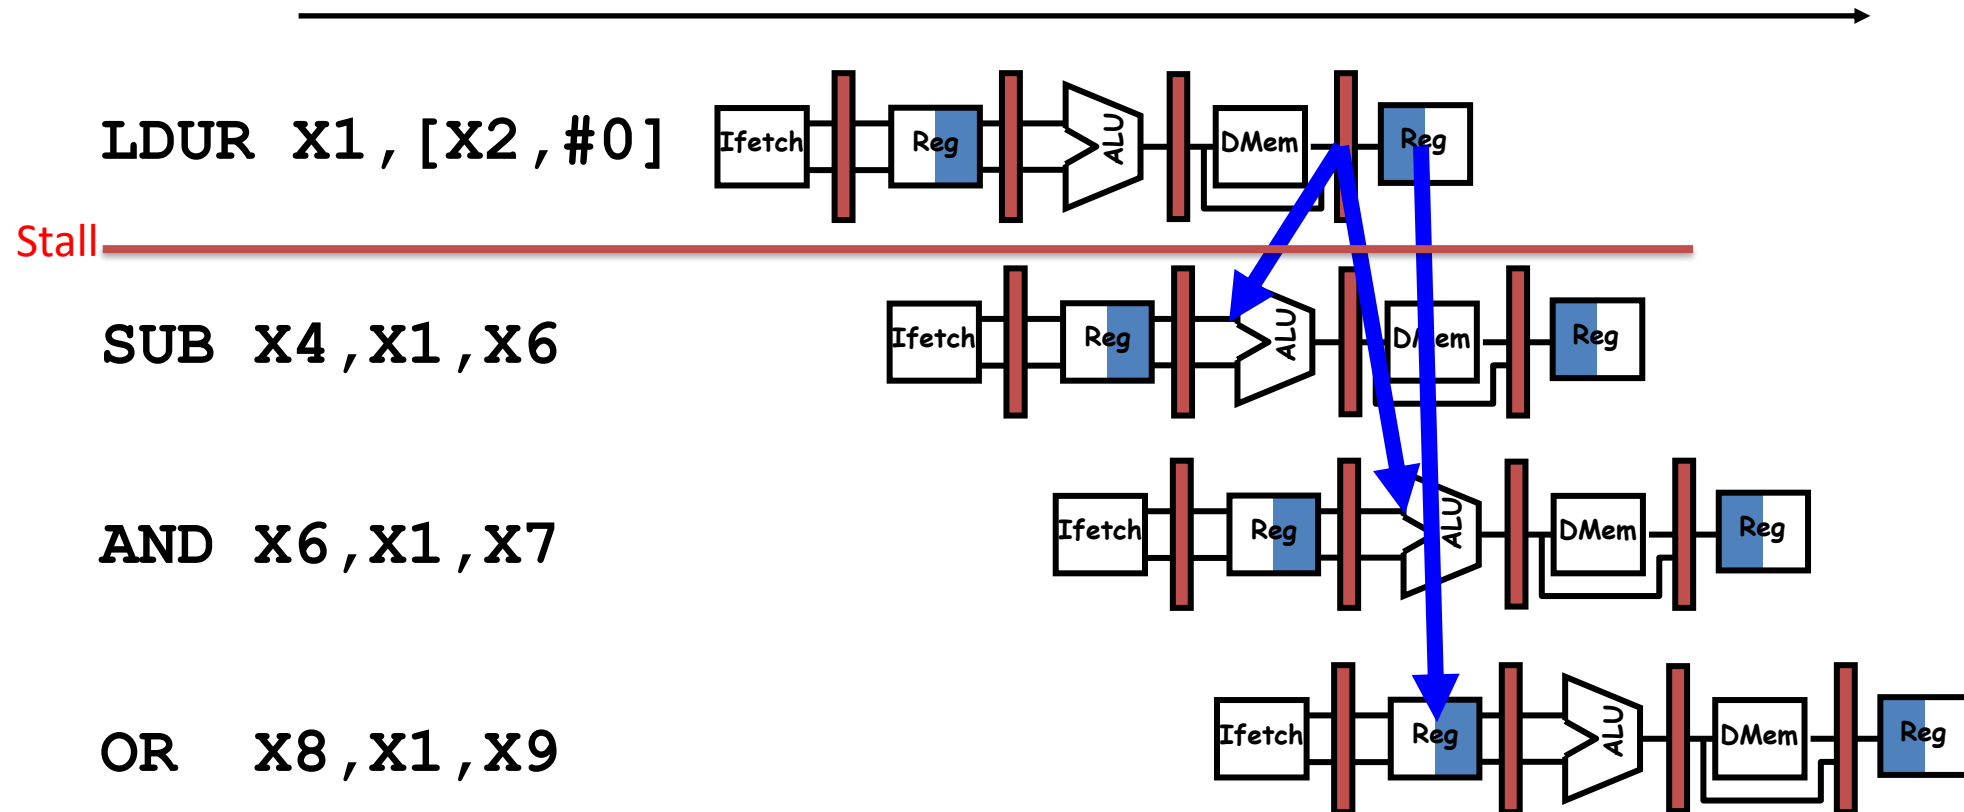 LDUR X1,[X2,#0] Ifetch Reg ALU DMem Reg
Stall
SUB X4,X1,X6 Ifetch Reg ALU DMem Reg
AND X6,X1,X7 Ifetch Reg ALU DMem Reg
OR X8,X1,X9 Ifetch Reg ALU DMem Reg